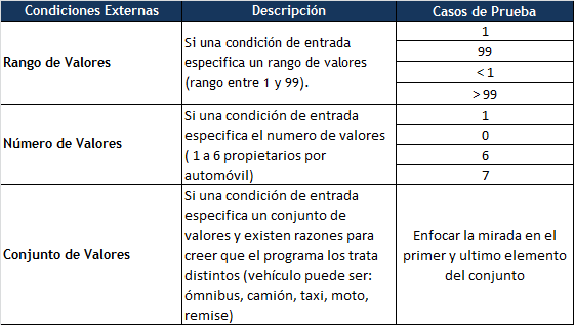 Condiciones Externas
Descripción
Casos de Prueba
Rango de Valores
Si una condición de entrada
especifica un rango de valores
(rango entre 1 y 99)..
1
99
< 1
> 99
Número de Valores
Si una condición de entrada
especifica el numero de valores
( 1 a 6 propietarios por
automóvil)
1
0
6
7
Conjunto de Valores
Si una condición de entrada
especifica un conjunto de
valores y existen razones para
creer que el programa los trata
distintos (vehículo puede ser:
ómnibus, camión, taxi, moto,
remise)
Enfocar la mirada en el
primer y ultimo elemento
del conjunto